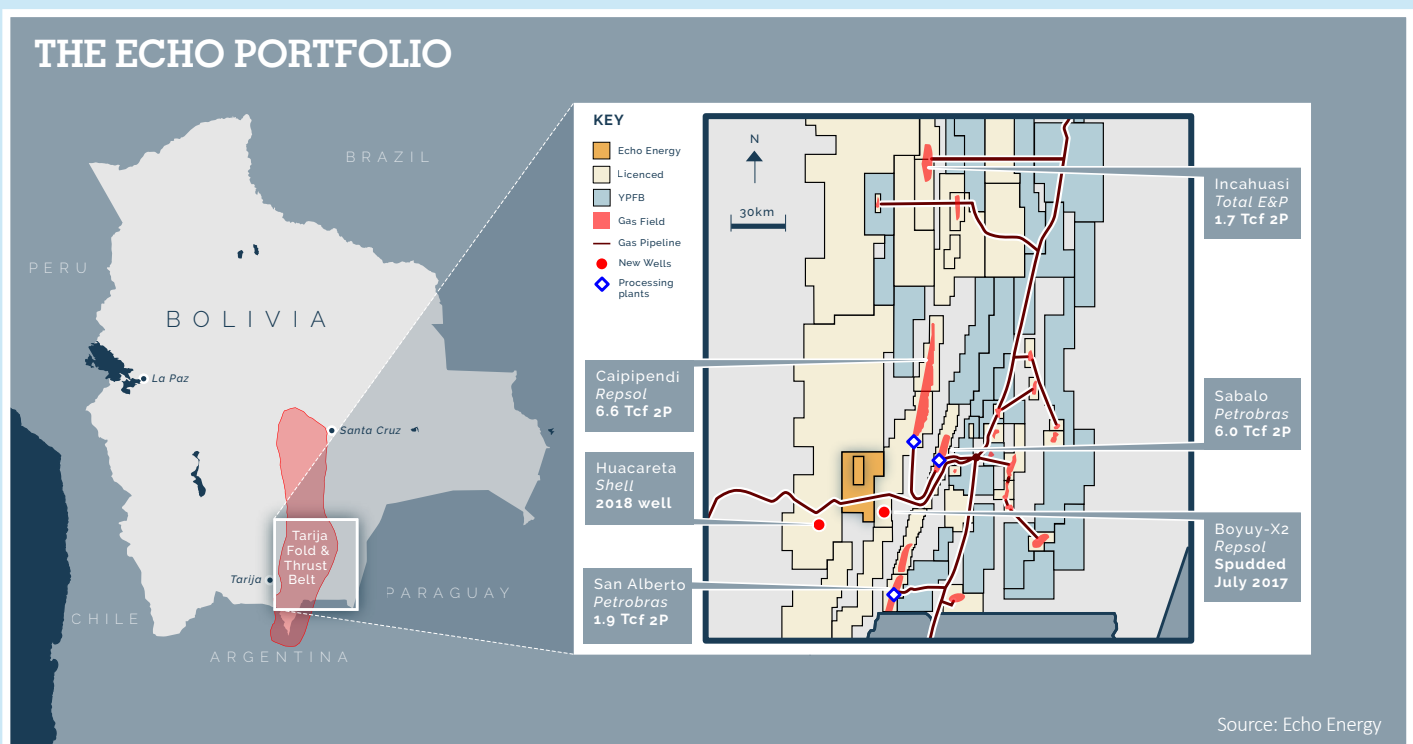 THE ECHO PORTFOLIO
BRAZIL
PERU
BOLIVIA
La Paz
Santa Cruz
Tarija
Fold &
Thrust
Belt
Tarija
PARAGUAY
CHILE
ARGENTINA
KEY
Echo Energy
Licenced
YPFB
Gas Field
Gas Pipeline
New Wells
Processing
plants
N
30km
Incahuasi
Total E&P
1.7 Tcf 2P
Caipipendi
Repsol
6.6 Tcf 2P
Sabalo
Petrobras
6.0 Tcf 2P
Huacareta
Shell
2018 well
Boyuy-X2
Repsol
Spudded
July 2017
San Alberto
Petrobras
1.9 Tcf 2P
Source: Echo Energy